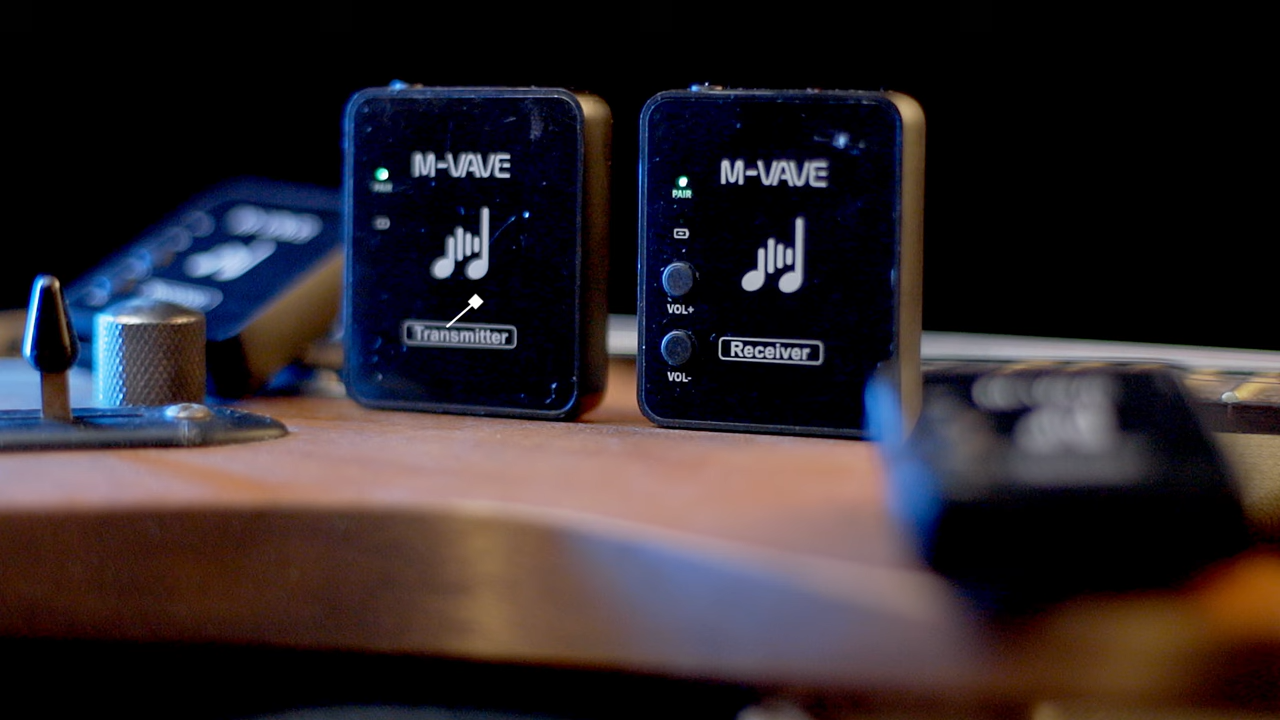 M-VAVE
PAIR
Transmitter
M-VAVE
PAIR
VOL+
Receiver
VOL-